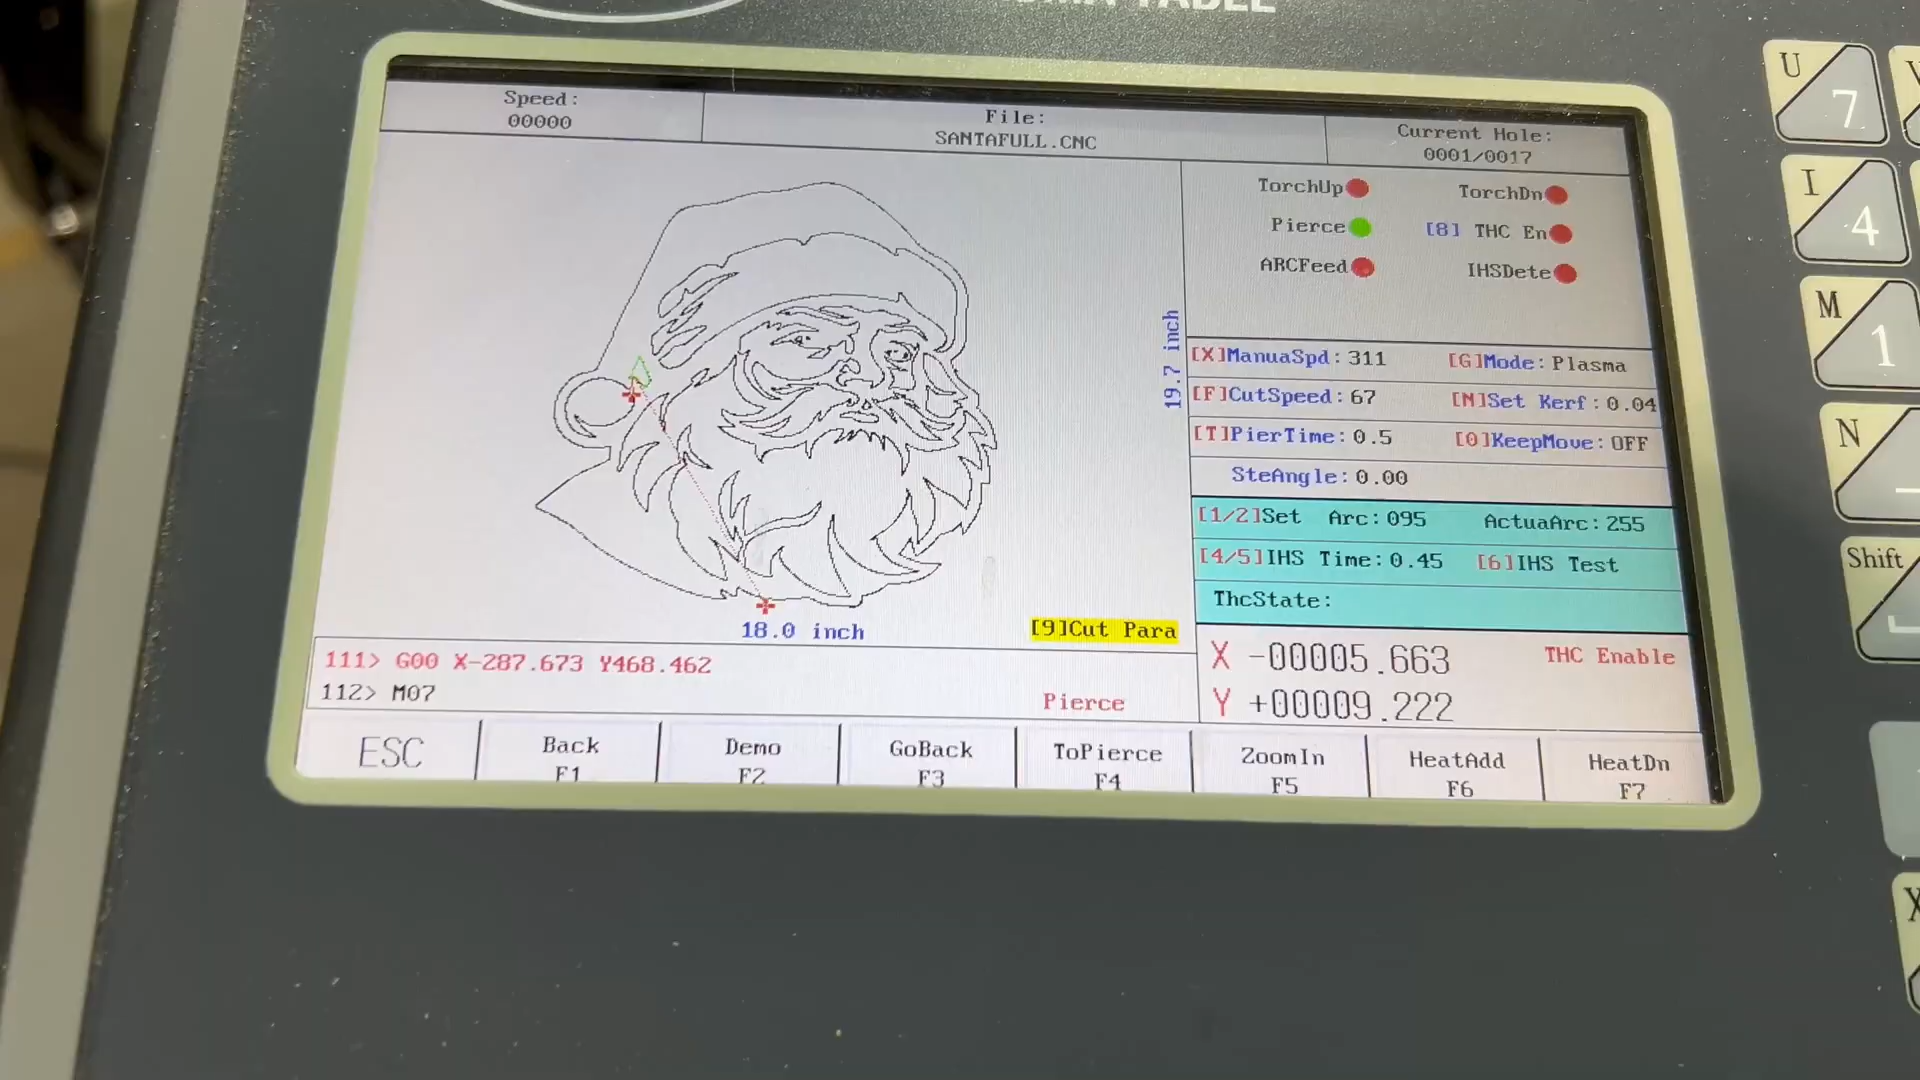 TABLE
Speed:
00000
File:
SANTAFULL.CNC
Current Hole:
0001/0017
TorchUp
TorchDn
Pierce
[8] THC En
ARCFeed
IHSDete
19.7 inch
[X]ManuaSpd: 311
[G]Mode: Plasma
[F]CutSpeed: 67
[N]Set Kerf: 0.04
[T]PierTime: 0.5
[0]KeepMove: OFF
SteAngle: 0.00
[1/2]Set Arc: 095
ActuaArc: 255
[4/5]IHS Time: 0.45
[6]IHS Test
ThcState:
18.0 inch
[9]Cut Para
111> G00 X-287.673 Y468.462
112> M07
Pierce
X -00005.663
THC Enable
Y +00009.222
ESC
Back
F1
Demo
F2
GoBack
F3
ToPierce
F4
ZoomIn
F5
HeatAdd
F6
HeatDn
F7
U
7
I
4
M
1
N
Shift
X